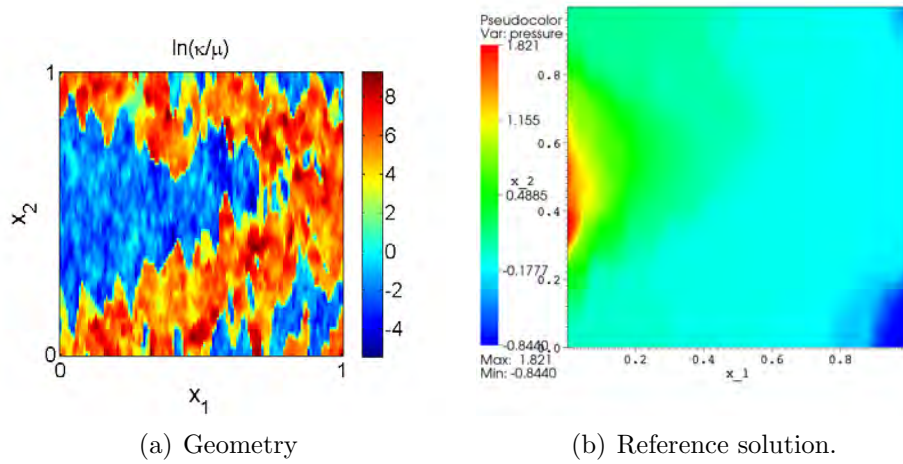 ln(κ/μ)
1
x_2
0
0
x_1
1
8
6
4
2
0
-2
-4
(a) Geometry
Pseudocolor
Var: pressure
1.821
1.155
0.4885
-0.1777
-0.8440
Max: 1.821
Min: -0.8440
0.8
0.6
x_2
0.4
0.2
0.0
0.2
0.4
0.6
0.8
x_1
(b) Reference solution.